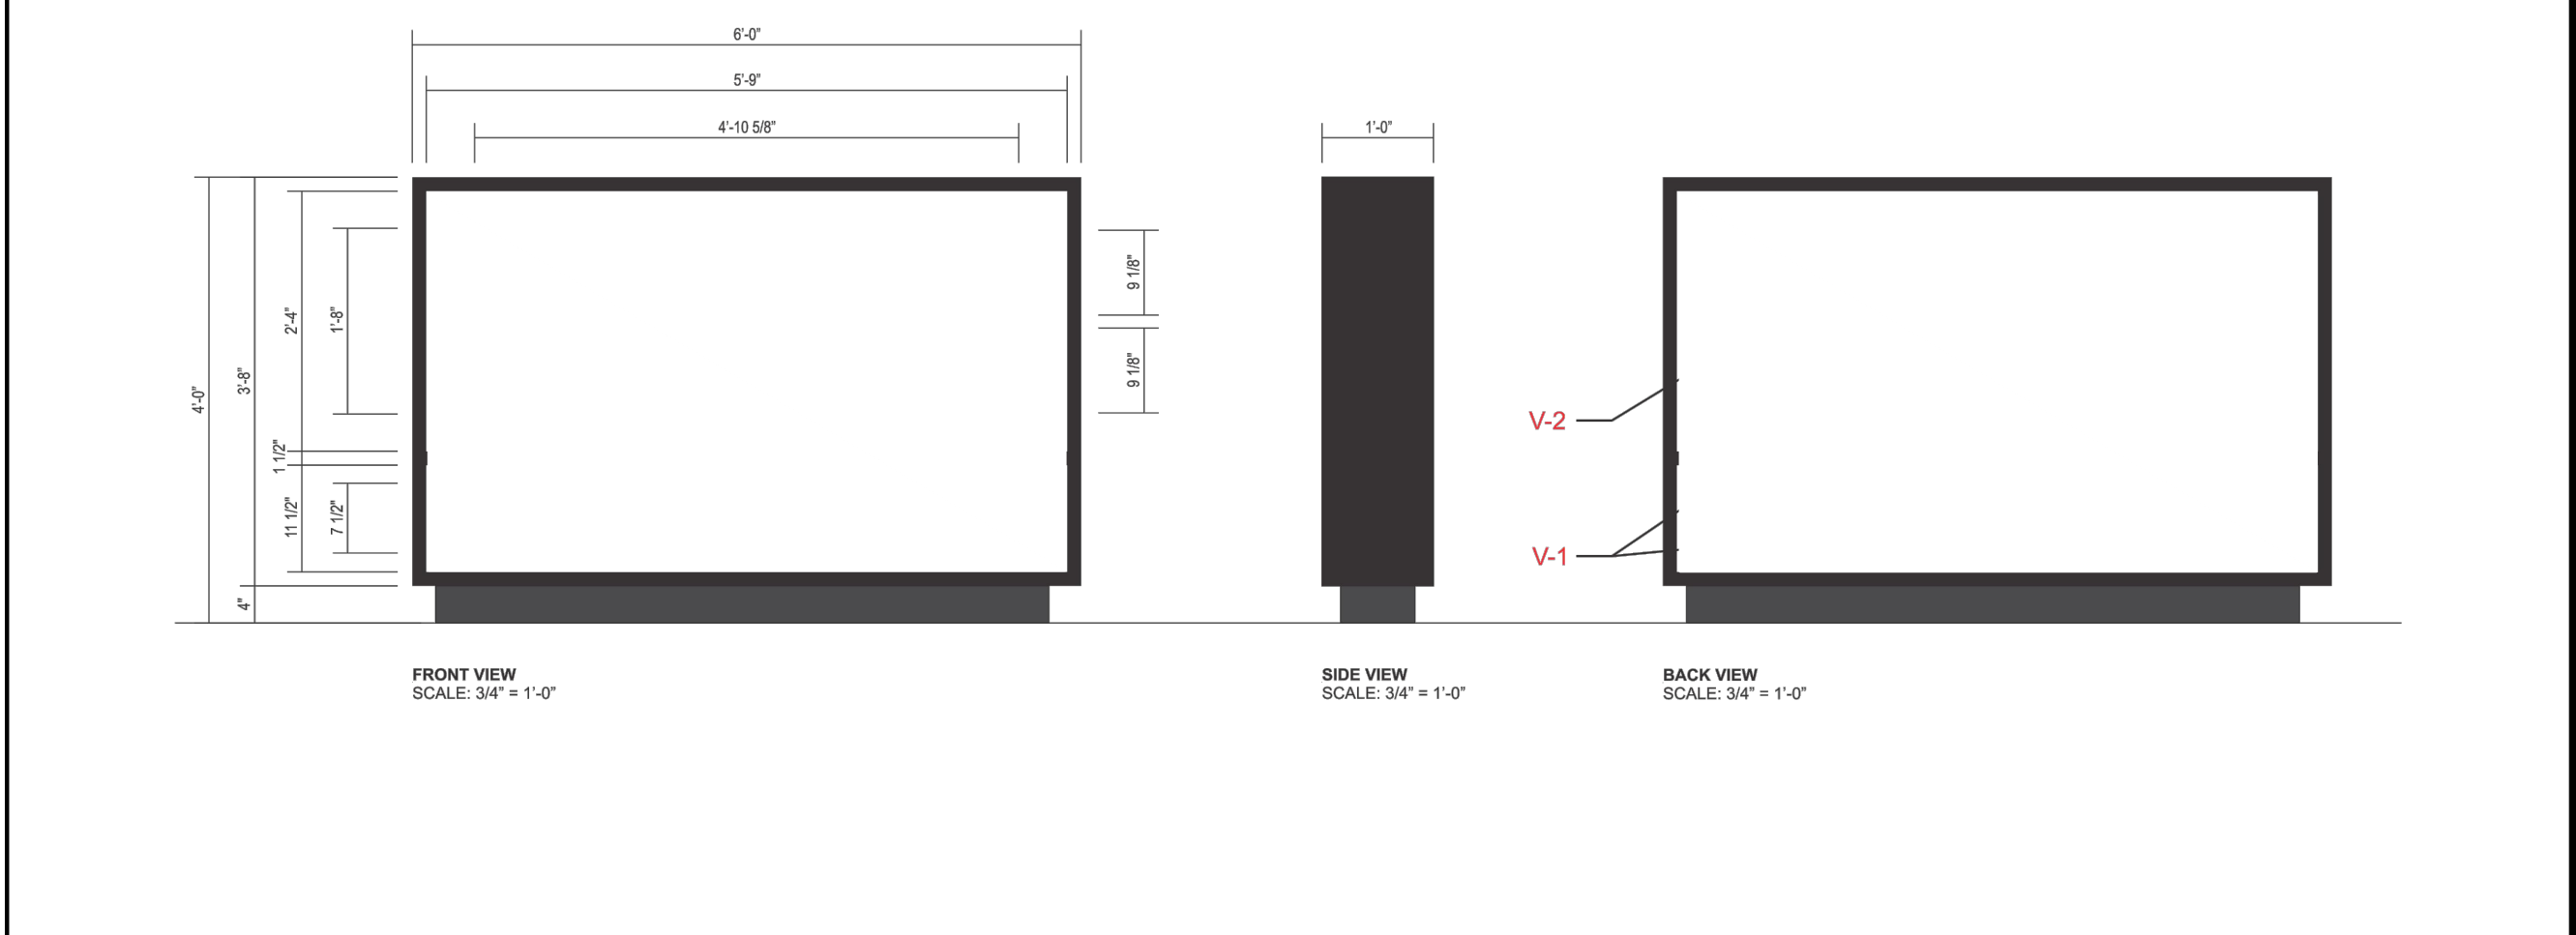 6'-0"
5'-9"
4'-10 5/8"
1'-0"
9 1/8"
9 1/8"
4'-0"
3'-8"
2'-4"
1'-8"
1 1/2"
11 1/2"
7 1/2"
4"
V-2
V-1
FRONT VIEW
SCALE: 3/4” = 1’-0”
SIDE VIEW
SCALE: 3/4” = 1’-0”
BACK VIEW
SCALE: 3/4” = 1’-0”